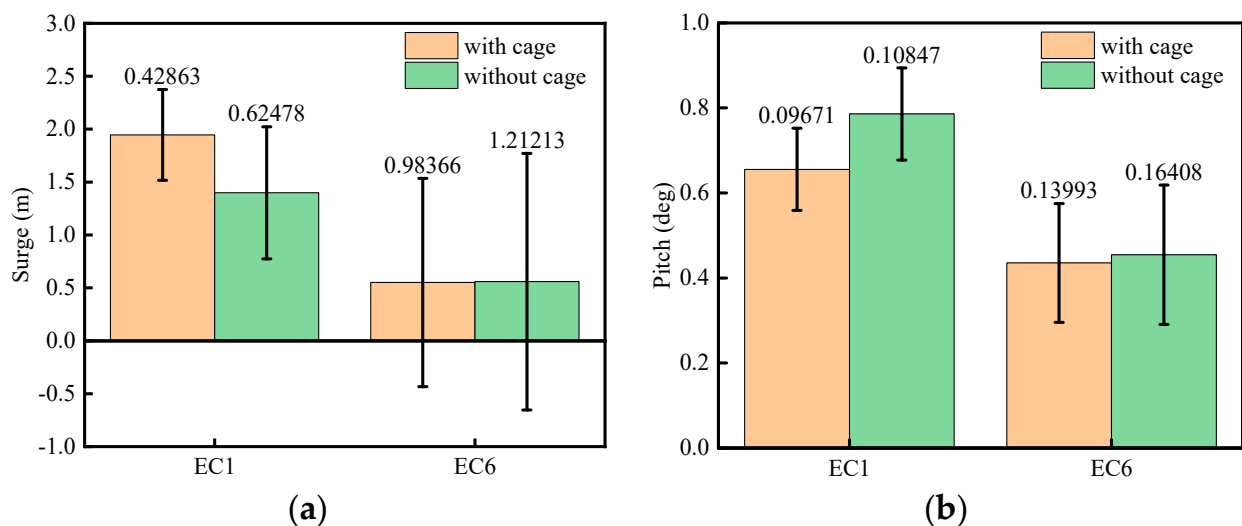 3.0
2.5
2.0
1.5
1.0
0.5
0.0
-0.5
-1.0
Surge (m)
with cage
without cage
0.42863
0.62478
0.98366
1.21213
EC1
EC6
(a)
1.0
0.8
0.6
0.4
0.2
0.0
Pitch (deg)
with cage
without cage
0.09671
0.10847
0.13993
0.16408
EC1
EC6
(b)